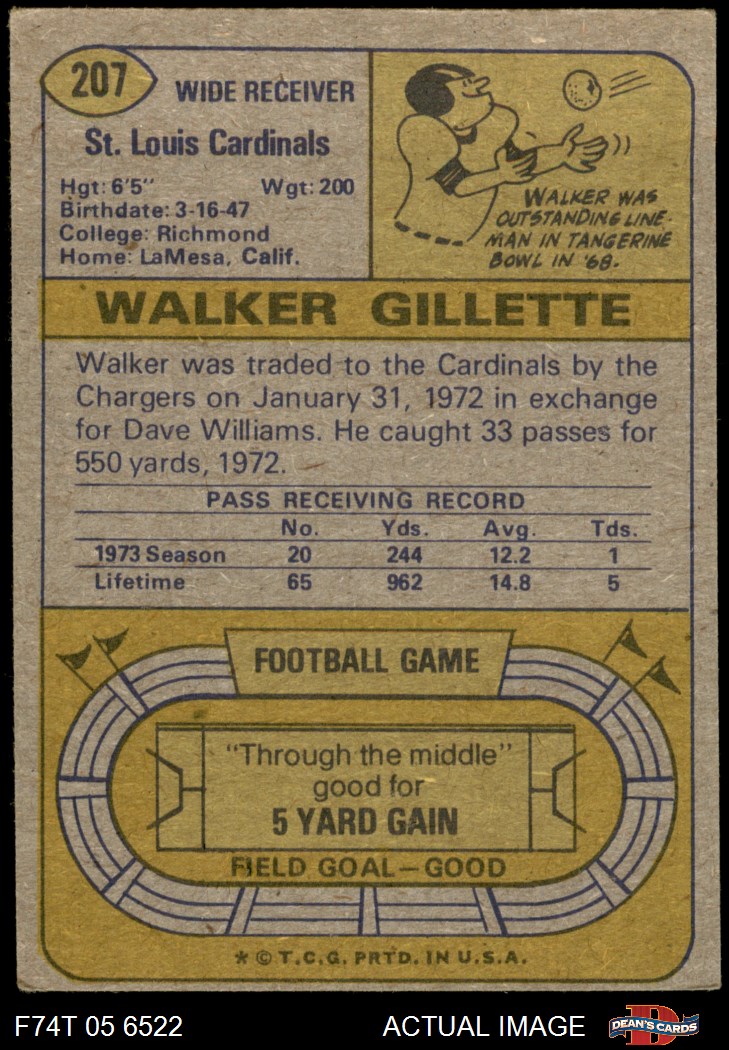 207
WIDE RECEIVER
St. Louis Cardinals
Hgt: 6'5" Wgt: 200
Birthdate: 3-16-47
College: Richmond
Home: LaMesa, Calif.
WALKER WAS
OUTSTANDING LINE-
MAN IN TANGERINE
BOWL IN '68.
WALKER GILLETTE
Walker was traded to the Cardinals by the
Chargers on January 31, 1972 in exchange
for Dave Williams. He caught 33 passes for
550 yards, 1972.
PASS RECEIVING RECORD
No. Yds. Avg. Tds.
1973 Season 20 244 12.2 1
Lifetime 65 962 14.8 5
FOOTBALL GAME
"Through the middle"
good for
5 YARD GAIN
FIELD GOAL—GOOD
* © T.C.G. PRTD. IN U.S.A.
F74T 05 6522 ACTUAL IMAGE DEAN'S CARDS